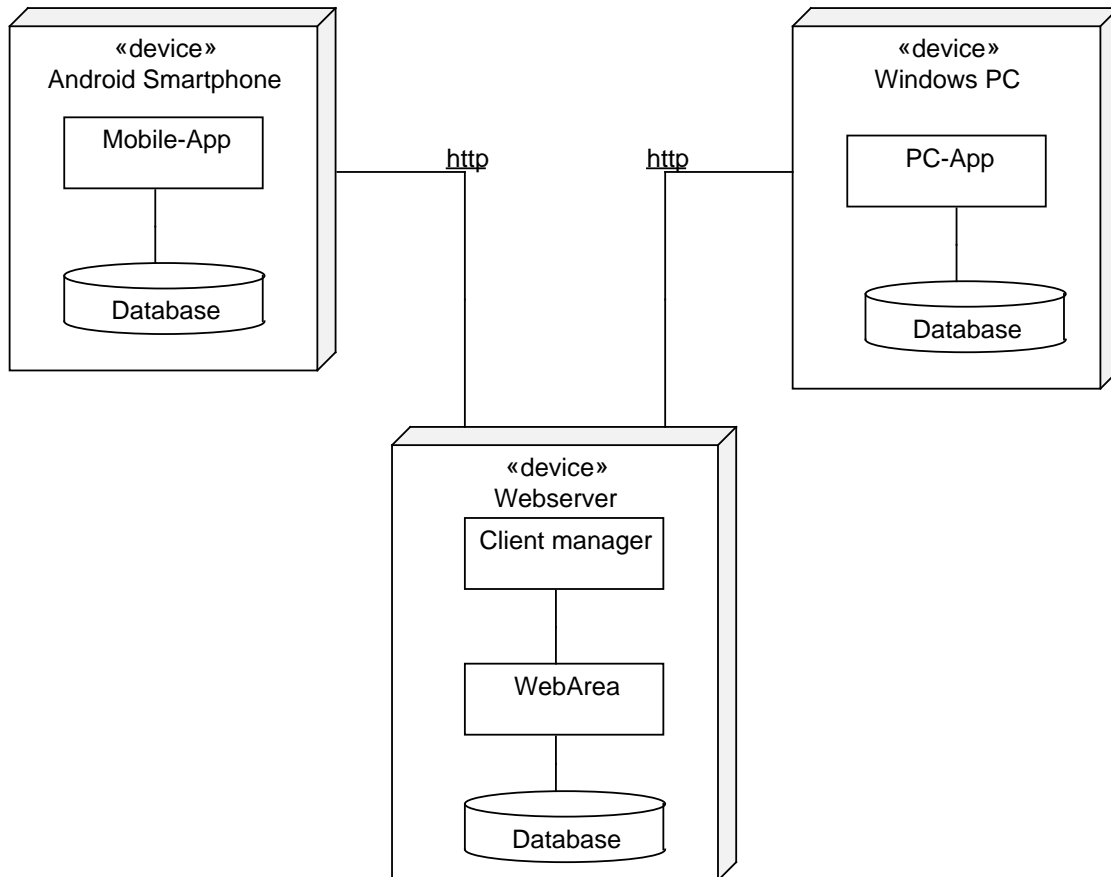 «device»
Android Smartphone
Mobile-App
Database
http
http
«device»
Windows PC
PC-App
Database
«device»
Webserver
Client manager
WebArea
Database